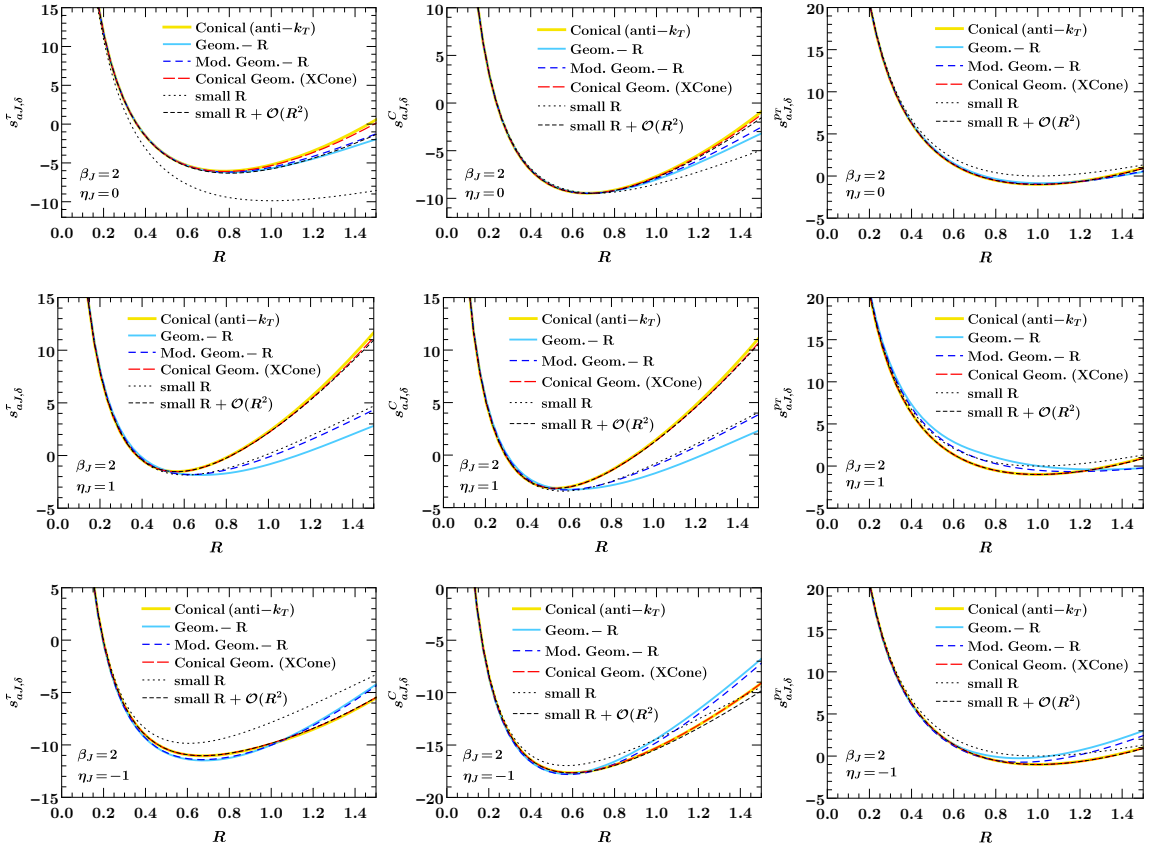 15
10
5
0
−5
−10
0.0 0.2 0.4 0.6 0.8 1.0 1.2 1.4
R
s^τ_{aJ,δ}
Conical (anti−k_T)
Geom.− R
Mod. Geom.− R
Conical Geom. (XCone)
small R
small R + O(R²)
β_J=2
η_J=0
10
5
0
−5
−10
0.0 0.2 0.4 0.6 0.8 1.0 1.2 1.4
R
s^C_{aJ,δ}
Conical (anti−k_T)
Geom.− R
Mod. Geom.− R
Conical Geom. (XCone)
small R
small R + O(R²)
β_J=2
η_J=0
20
15
10
5
0
−5
0.0 0.2 0.4 0.6 0.8 1.0 1.2 1.4
R
s^{p_T}_{aJ,δ}
Conical (anti−k_T)
Geom.− R
Mod. Geom.− R
Conical Geom. (XCone)
small R
small R + O(R²)
β_J=2
η_J=0
15
10
5
0
−5
0.0 0.2 0.4 0.6 0.8 1.0 1.2 1.4
R
s^τ_{aJ,δ}
Conical (anti−k_T)
Geom.− R
Mod. Geom.− R
Conical Geom. (XCone)
small R
small R + O(R²)
β_J=2
η_J=1
15
10
5
0
−5
0.0 0.2 0.4 0.6 0.8 1.0 1.2 1.4
R
s^C_{aJ,δ}
Conical (anti−k_T)
Geom.− R
Mod. Geom.− R
Conical Geom. (XCone)
small R
small R + O(R²)
β_J=2
η_J=1
20
15
10
5
0
−5
0.0 0.2 0.4 0.6 0.8 1.0 1.2 1.4
R
s^{p_T}_{aJ,δ}
Conical (anti−k_T)
Geom.− R
Mod. Geom.− R
Conical Geom. (XCone)
small R
small R + O(R²)
β_J=2
η_J=1
5
0
−5
−10
−15
0.0 0.2 0.4 0.6 0.8 1.0 1.2 1.4
R
s^τ_{aJ,δ}
Conical (anti−k_T)
Geom.− R
Mod. Geom.− R
Conical Geom. (XCone)
small R
small R + O(R²)
β_J=2
η_J=−1
5
0
−5
−10
−15
−20
0.0 0.2 0.4 0.6 0.8 1.0 1.2 1.4
R
s^C_{aJ,δ}
Conical (anti−k_T)
Geom.− R
Mod. Geom.− R
Conical Geom. (XCone)
small R
small R + O(R²)
β_J=2
η_J=−1
20
15
10
5
0
−5
0.0 0.2 0.4 0.6 0.8 1.0 1.2 1.4
R
s^{p_T}_{aJ,δ}
Conical (anti−k_T)
Geom.− R
Mod. Geom.− R
Conical Geom. (XCone)
small R
small R + O(R²)
β_J=2
η_J=−1